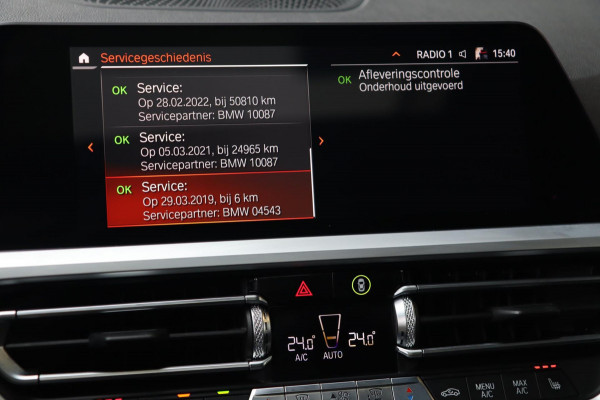 Servicegeschiedenis
RADIO 1 15:40
OK Service:
Op 28.02.2022, bij 50810 km
Servicepartner: BMW 10087
OK Service:
Op 05.03.2021, bij 24965 km
Servicepartner: BMW 10087
OK Service:
Op 29.03.2019, bij 6 km
Servicepartner: BMW 04543
OK Afleveringscontrole
Onderhoud uitgevoerd
24.0° 24.0°
A/C AUTO
MENU
A/C
MAX
A/C